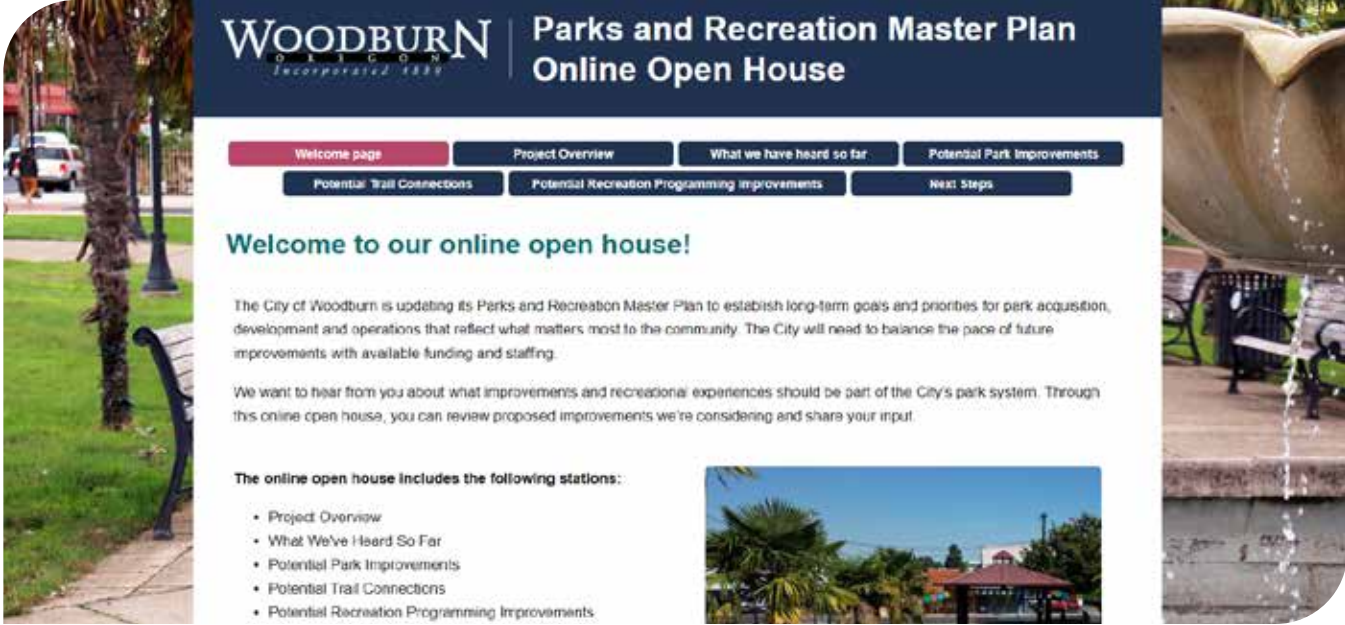 WOODBURN
OREGON
Incorporated 1889
Parks and Recreation Master Plan
Online Open House
Welcome page
Project Overview
What we have heard so far
Potential Park Improvements
Potential Trail Connections
Potential Recreation Programming Improvements
Next Steps
Welcome to our online open house!
The City of Woodburn is updating its Parks and Recreation Master Plan to establish long-term goals and priorities for park acquisition,
development and operations that reflect what matters most to the community. The City will need to balance the pace of future
improvements with available funding and staffing.
We want to hear from you about what improvements and recreational experiences should be part of the City's park system. Through
this online open house, you can review proposed improvements we're considering and share your input.
The online open house includes the following stations:
• Project Overview
• What We've Heard So Far
• Potential Park Improvements
• Potential Trail Connections
• Potential Recreation Programming Improvements